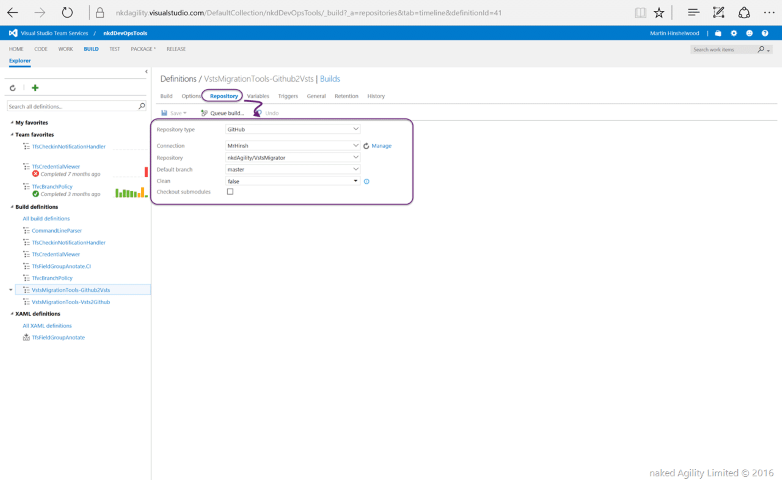 nkdagility.visualstudio.com/DefaultCollection/nkdDevOpsTools/_build?_a=repositories&tab=timeline&definitionId=41
Visual Studio Team Services / nkdDevOpsTools Martin Hinshelwood
HOME CODE WORK BUILD TEST PACKAGE RELEASE Search work items
Explorer
Definitions / VstsMigrationTools-Github2Vsts | Builds
Build Options Repository Variables Triggers General Retention History
Save Queue build... Undo
Search all definitions...
My favorites
Team favorites
TfsCheckinNotificationHandler
TfsCredentialViewer
Completed 7 months ago
TfvcBranchPolicy
Completed 3 months ago
Build definitions
All build definitions
CommandLineParser
TfsCheckinNotificationHandler
TfsCredentialViewer
TfsFieldGroupAnotate.CI
TfvcBranchPolicy
VstsMigrationTools-Github2Vsts
VstsMigrationTools-Vsts2Github
XAML definitions
All XAML definitions
TfsFieldGroupAnotate
Repository type GitHub
Connection MrHinsh Manage
Repository nkdAgility/VstsMigrator
Default branch master
Clean false
Checkout submodules
naked Agility Limited © 2016